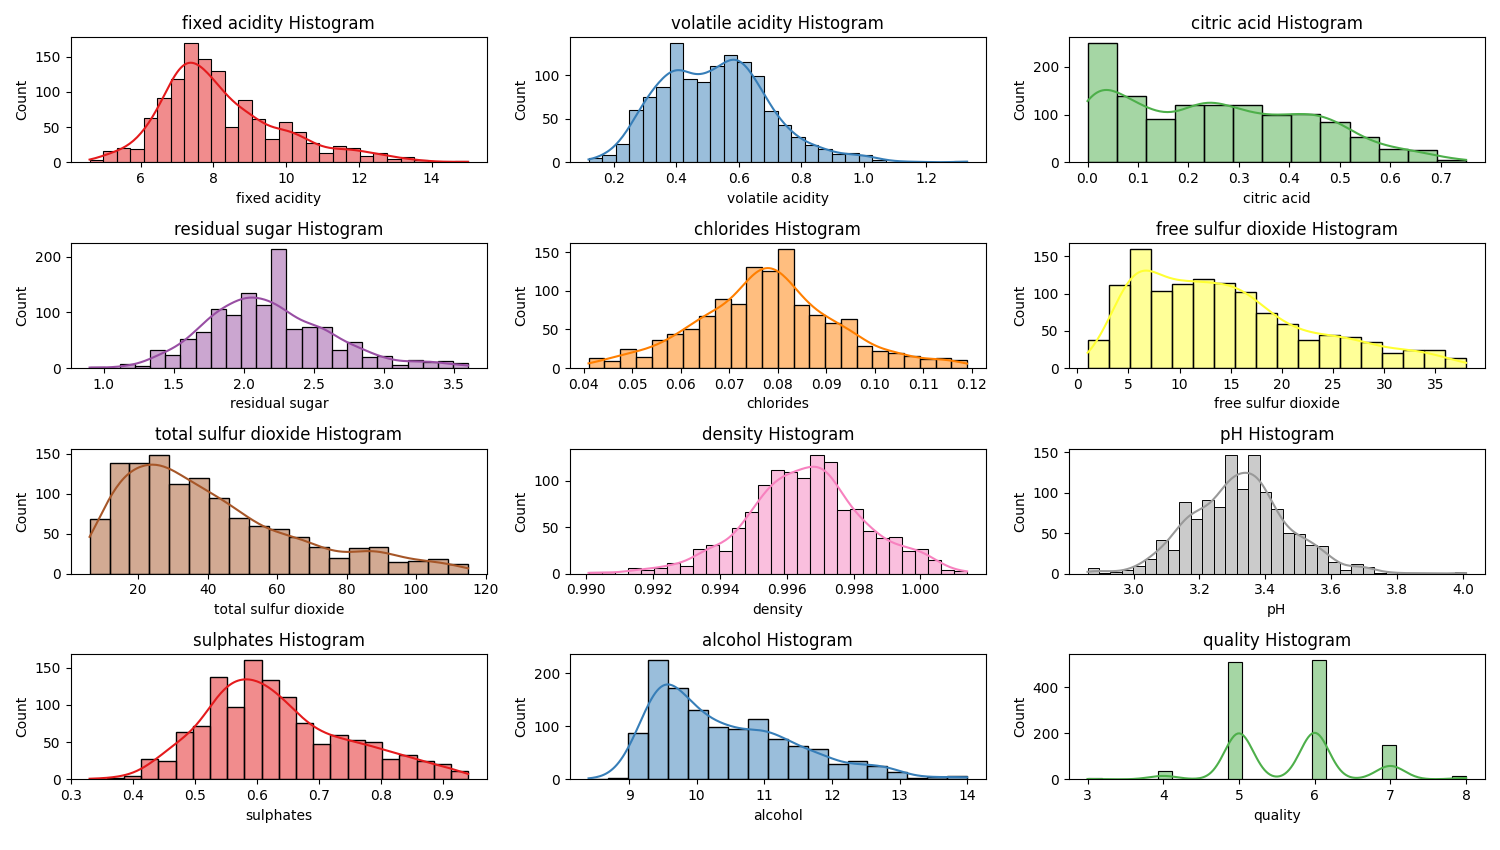 fixed acidity Histogram
volatile acidity Histogram
citric acid Histogram
Count
150
100
50
0
6 8 10 12 14
fixed acidity
Count
100
50
0
0.2 0.4 0.6 0.8 1.0 1.2
volatile acidity
Count
200
100
0
0.0 0.1 0.2 0.3 0.4 0.5 0.6 0.7
citric acid
residual sugar Histogram
chlorides Histogram
free sulfur dioxide Histogram
Count
200
100
0
1.0 1.5 2.0 2.5 3.0 3.5
residual sugar
Count
150
100
50
0
0.04 0.05 0.06 0.07 0.08 0.09 0.10 0.11 0.12
chlorides
Count
150
100
50
0
0 5 10 15 20 25 30 35
free sulfur dioxide
total sulfur dioxide Histogram
density Histogram
pH Histogram
Count
150
100
50
0
20 40 60 80 100 120
total sulfur dioxide
Count
100
50
0
0.990 0.992 0.994 0.996 0.998 1.000
density
Count
150
100
50
0
3.0 3.2 3.4 3.6 3.8 4.0
pH
sulphates Histogram
alcohol Histogram
quality Histogram
Count
150
100
50
0
0.3 0.4 0.5 0.6 0.7 0.8 0.9
sulphates
Count
200
100
0
9 10 11 12 13 14
alcohol
Count
400
200
0
3 4 5 6 7 8
quality